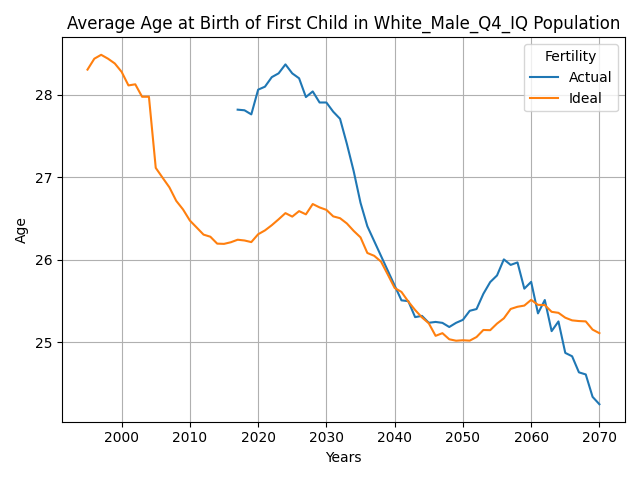 Average Age at Birth of First Child in White_Male_Q4_IQ Population
Fertility
Actual
Ideal
28
27
26
25
Age
2000 2010 2020 2030 2040 2050 2060 2070
Years